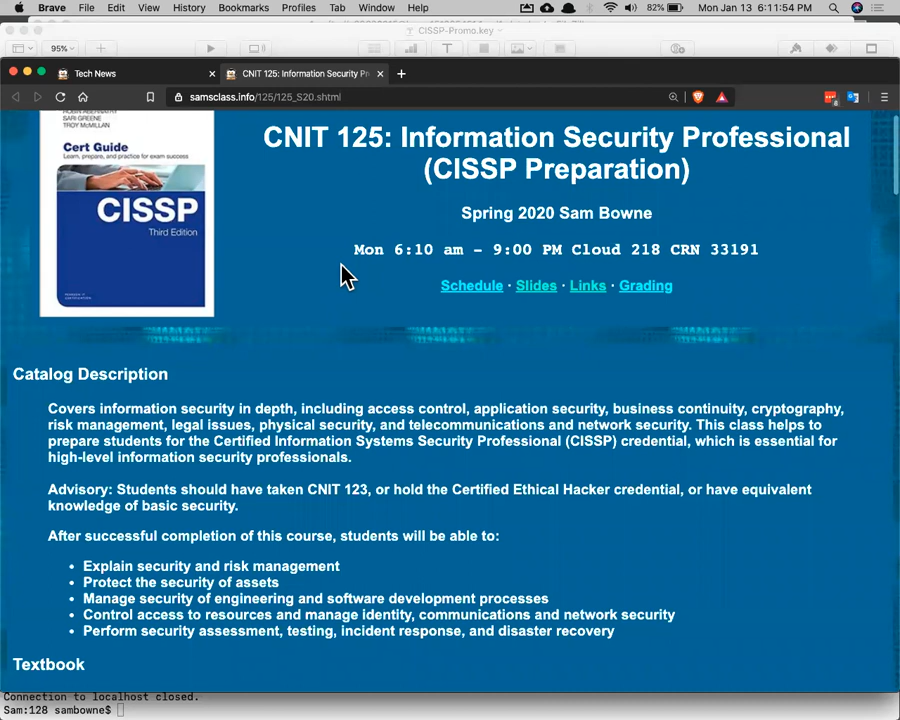 Brave File Edit View History Bookmarks Profiles Tab Window Help 82% Mon Jan 13 6:11:54 PM
CISSP-Promo.key
95%
Tech News
CNIT 125: Information Security Pr
samsclass.info/125/125_S20.shtml
SARI GREENE
TROY MCMILLAN
Cert Guide
Learn, prepare, and practice for exam success
CISSP
Third Edition
CNIT 125: Information Security Professional
(CISSP Preparation)
Spring 2020 Sam Bowne
Mon 6:10 am - 9:00 PM Cloud 218 CRN 33191
Schedule · Slides · Links · Grading
Catalog Description
Covers information security in depth, including access control, application security, business continuity, cryptography,
risk management, legal issues, physical security, and telecommunications and network security. This class helps to
prepare students for the Certified Information Systems Security Professional (CISSP) credential, which is essential for
high-level information security professionals.
Advisory: Students should have taken CNIT 123, or hold the Certified Ethical Hacker credential, or have equivalent
knowledge of basic security.
After successful completion of this course, students will be able to:
• Explain security and risk management
• Protect the security of assets
• Manage security of engineering and software development processes
• Control access to resources and manage identity, communications and network security
• Perform security assessment, testing, incident response, and disaster recovery
Textbook
Connection to localhost closed.
Sam:128 sambowne$